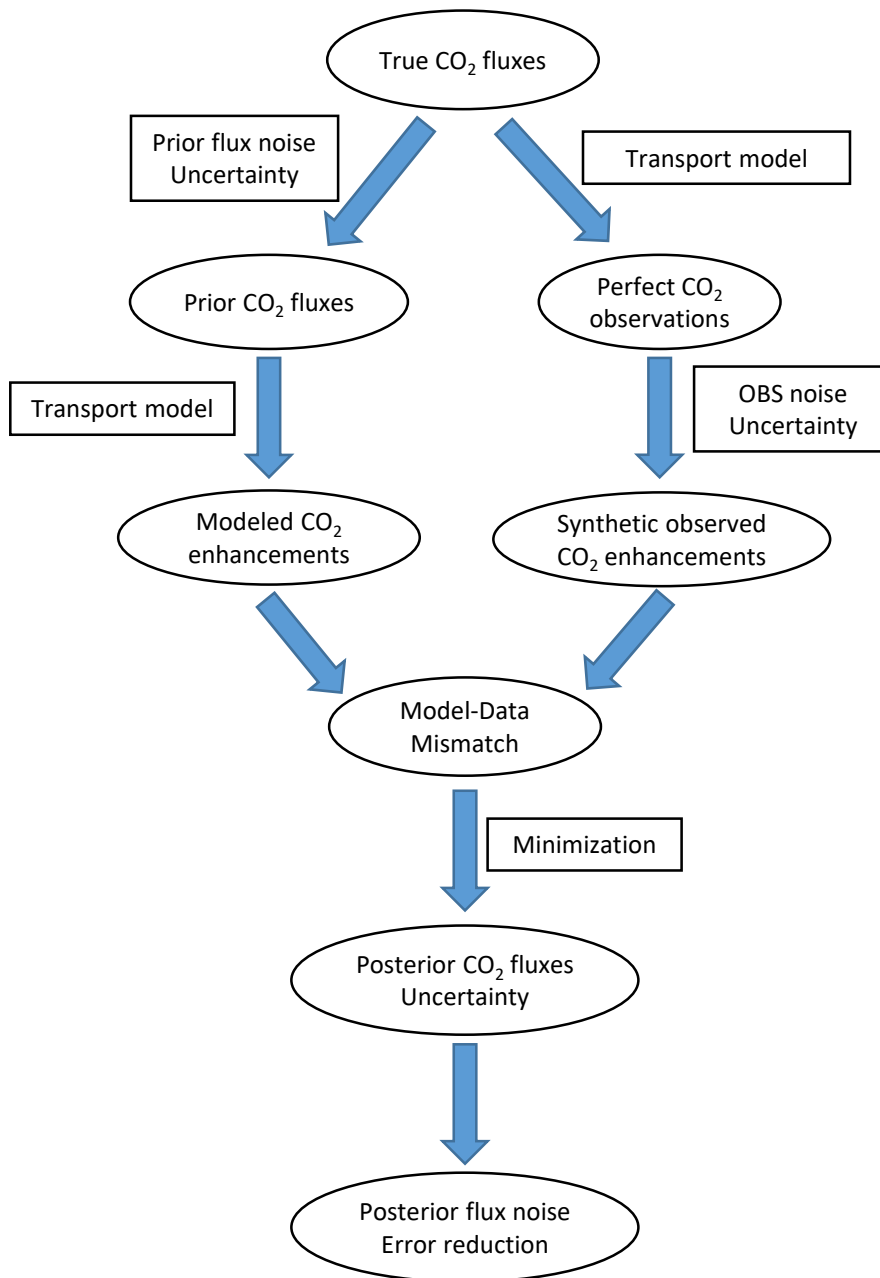 True CO₂ fluxes
Prior flux noise
Uncertainty
Transport model
Prior CO₂ fluxes
Perfect CO₂
observations
Transport model
OBS noise
Uncertainty
Modeled CO₂
enhancements
Synthetic observed
CO₂ enhancements
Model-Data
Mismatch
Minimization
Posterior CO₂ fluxes
Uncertainty
Posterior flux noise
Error reduction